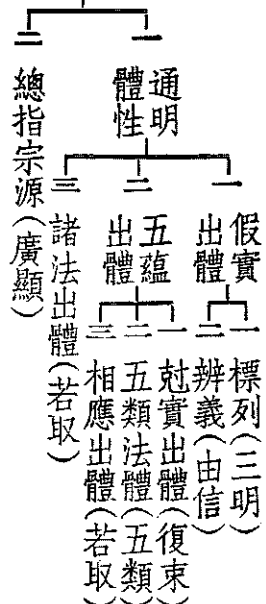 一 通明體性
一 假實出體
一 標列(三明)
二 辨義(由信)
二 五蘊出體
一 尅實出體(復束)
二 五類法體(五類)
三 相應出體(若取)
三 諸法出體(若取)
二 總指宗源(廣顯)